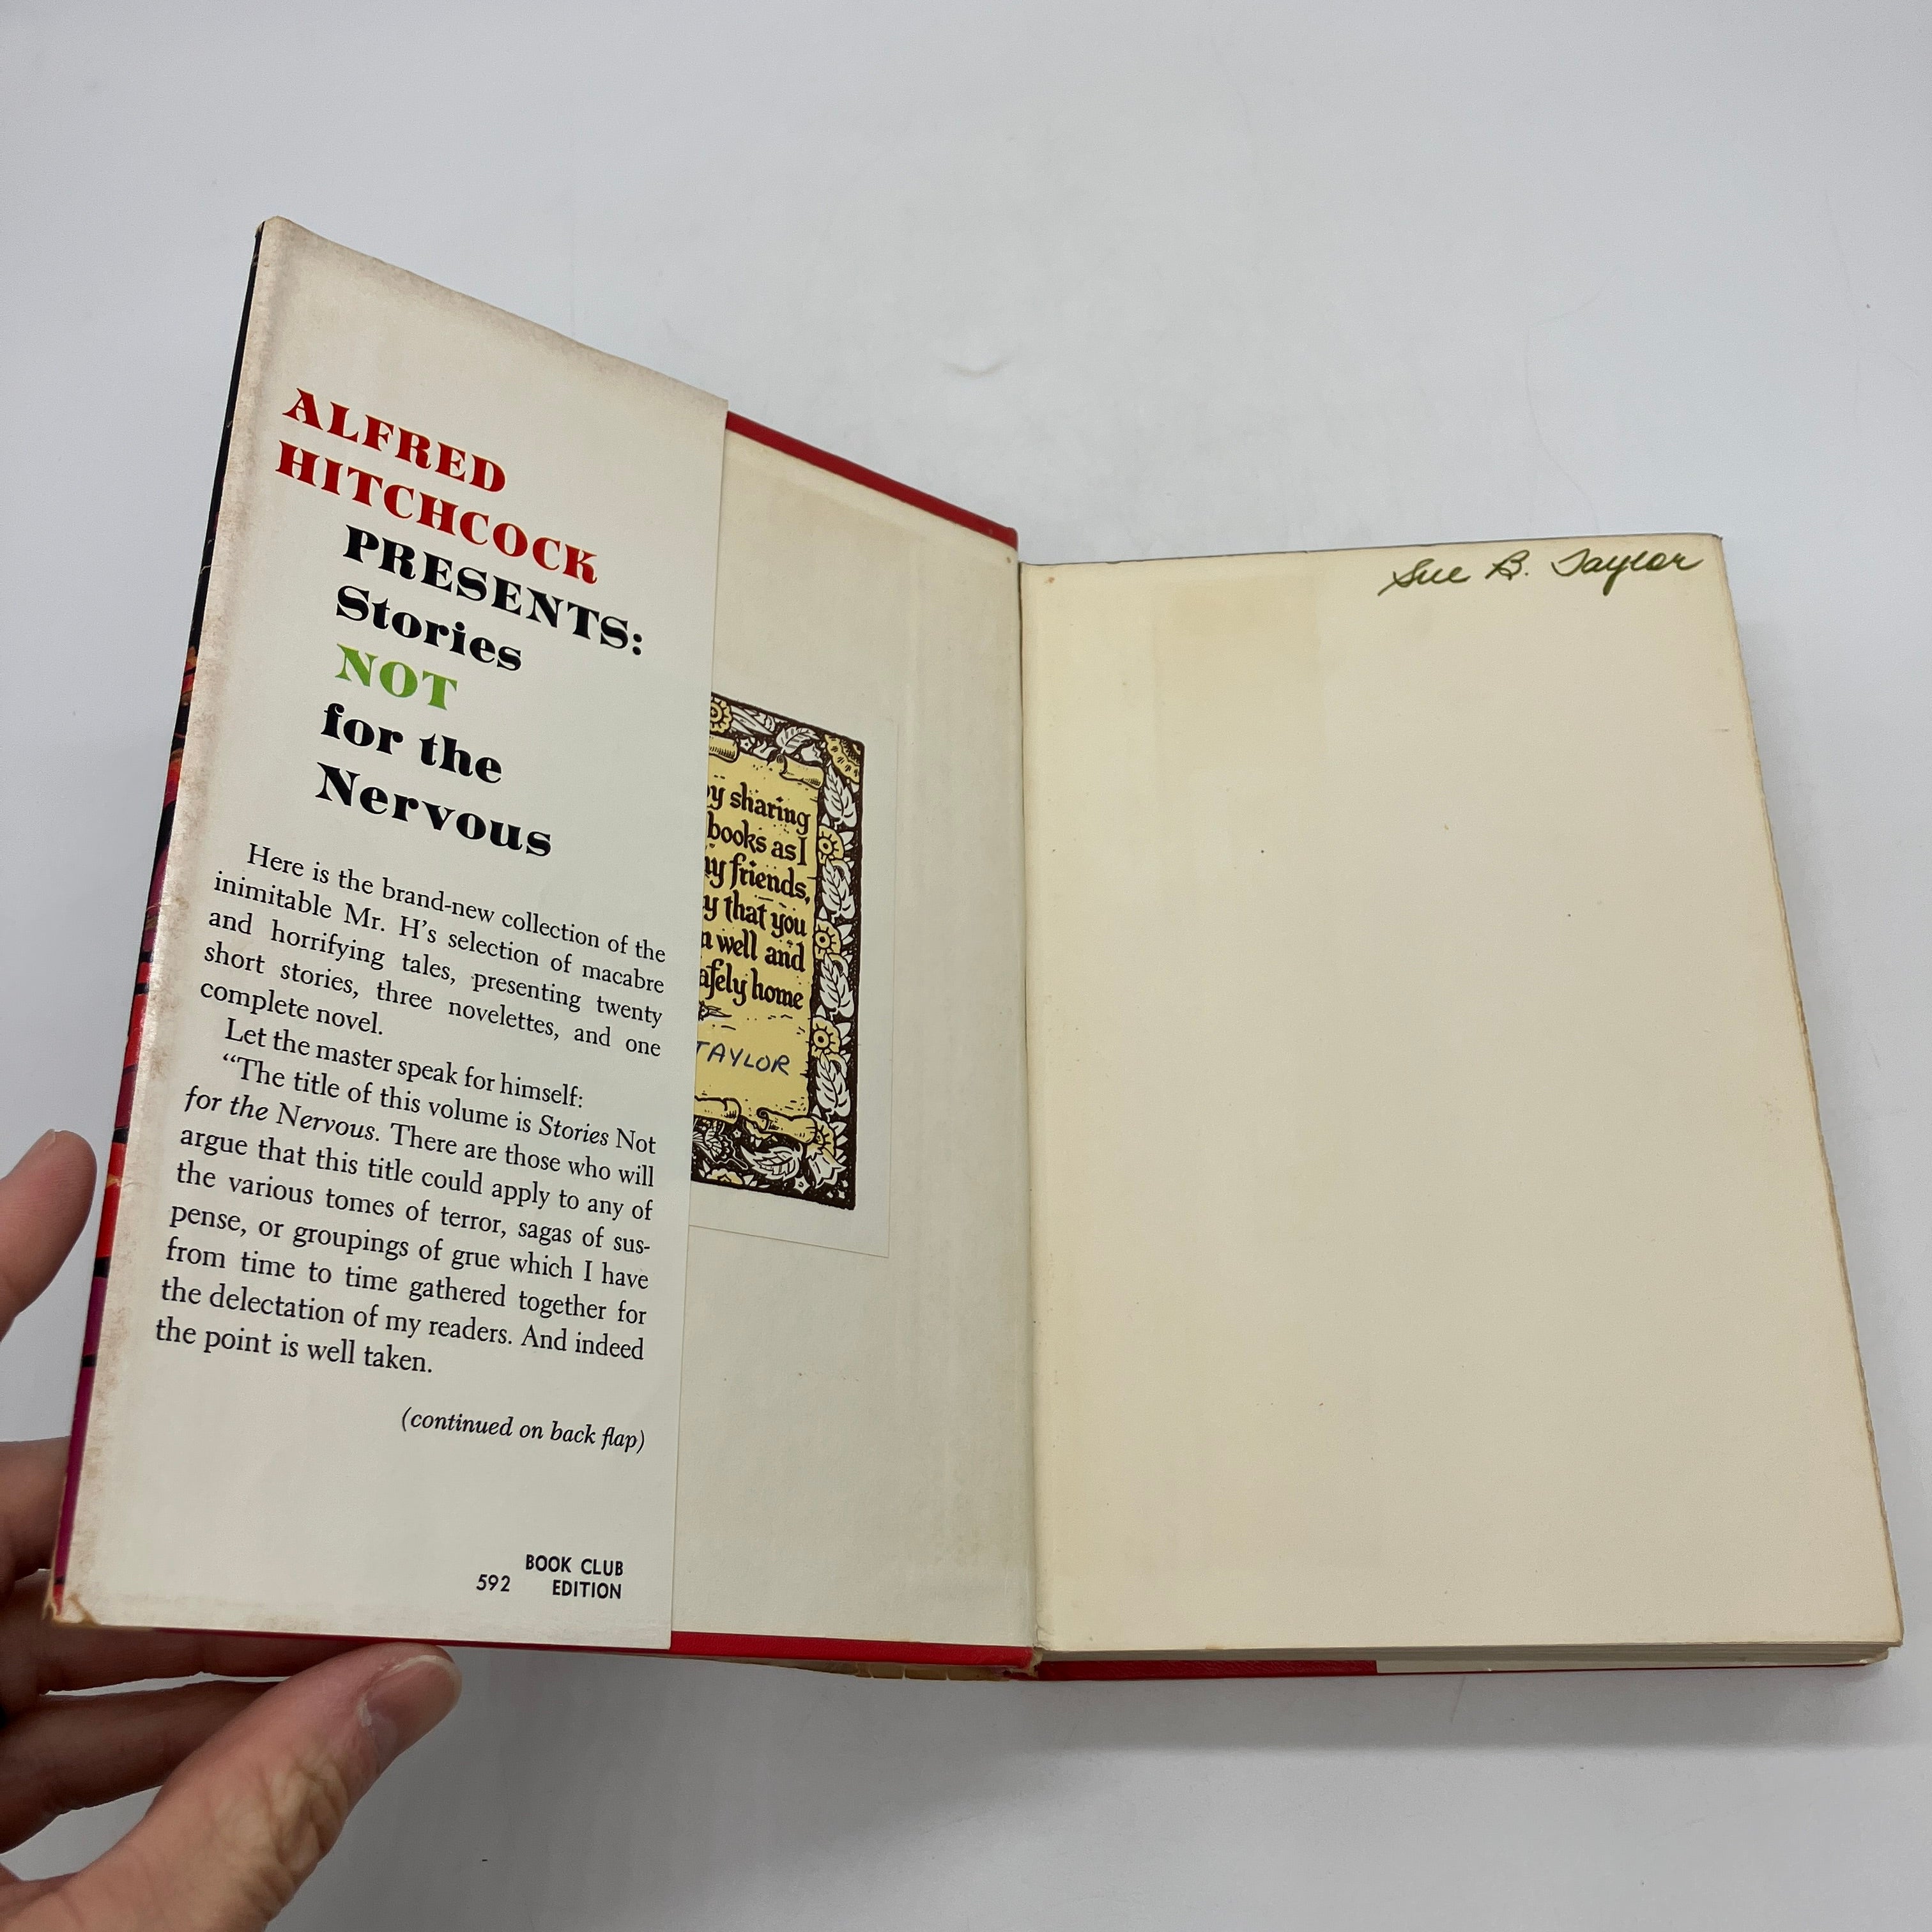 ALFRED
HITCHCOCK
PRESENTS:
Stories
NOT
for the
Nervous
Here is the brand-new collection of the
inimitable Mr. H's selection of macabre
and horrifying tales, presenting twenty
short stories, three novelettes, and one
complete novel.
Let the master speak for himself:
“The title of this volume is Stories Not
for the Nervous. There are those who will
argue that this title could apply to any of
the various tomes of terror, sagas of sus-
pense, or groupings of grue which I have
from time to time gathered together for
the delectation of my readers. And indeed
the point is well taken.
(continued on back flap)
BOOK CLUB
592 EDITION
by sharing
books as I
my friends,
that you
well and
safely home
TAYLOR
Sue B. Taylor